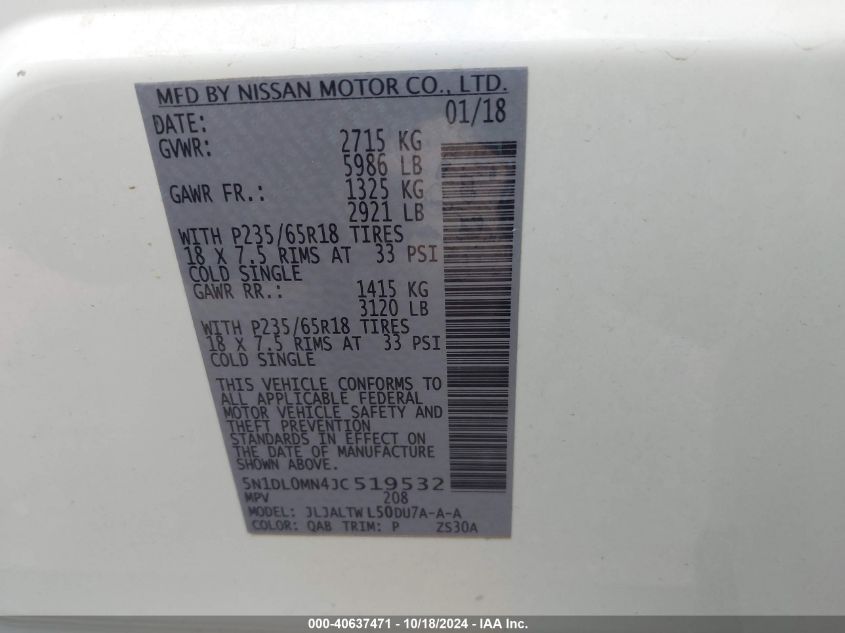 MFD BY NISSAN MOTOR CO., LTD.
DATE: 01/18
GVWR: 2715 KG
5986 LB
GAWR FR.: 1325 KG
2921 LB
WITH P235/65R18 TIRES
18 X 7.5 RIMS AT 33 PSI
COLD SINGLE
GAWR RR.: 1415 KG
3120 LB
WITH P235/65R18 TIRES
18 X 7.5 RIMS AT 33 PSI
COLD SINGLE
THIS VEHICLE CONFORMS TO
ALL APPLICABLE FEDERAL
MOTOR VEHICLE SAFETY AND
THEFT PREVENTION
STANDARDS IN EFFECT ON
THE DATE OF MANUFACTURE
SHOWN ABOVE.
5N1DL0MN4JC519532
MPV 208
MODEL: JLJALTWL50DU7A-A-A
COLOR: QAB TRIM: P ZS30A
000-40637471 - 10/18/2024 - IAA Inc.